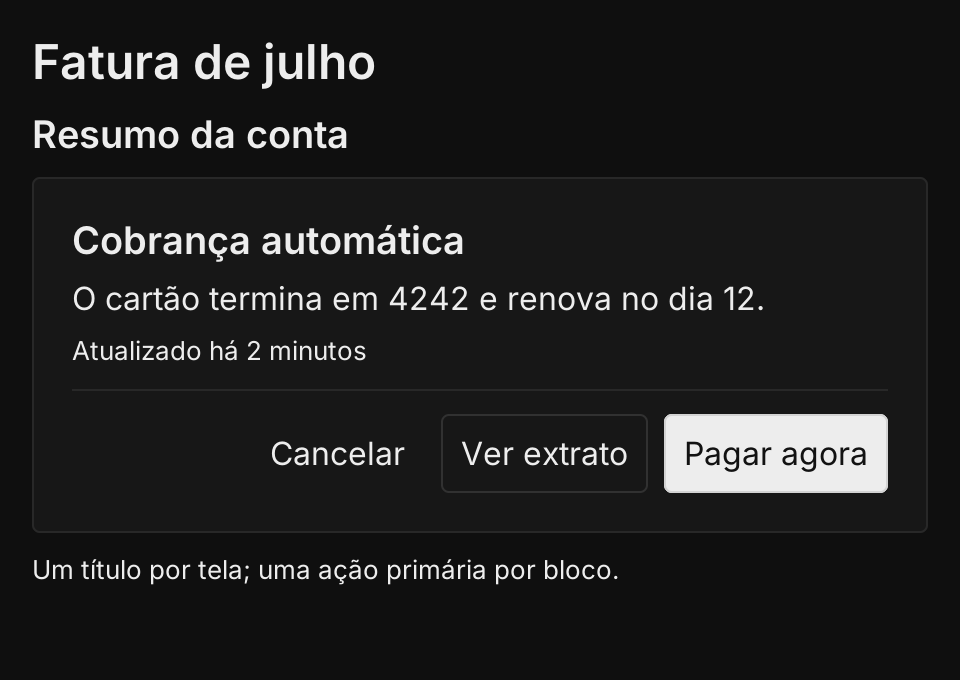 Fatura de julho
Resumo da conta
Cobrança automática
O cartão termina em 4242 e renova no dia 12.
Atualizado há 2 minutos
Cancelar
Ver extrato
Pagar agora
Um título por tela; uma ação primária por bloco.